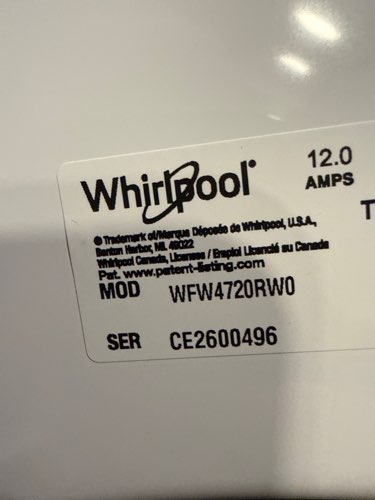 Whirlpool®
12.0
AMPS
T
® Trademark of/Marque Déposée de Whirlpool, U.S.A.,
Benton Harbor, MI. 49022
Whirlpool Canada, Licensee / Emploi Licencié au Canada
Pat. www.patent-listing.com
MOD WFW4720RW0
SER CE2600496